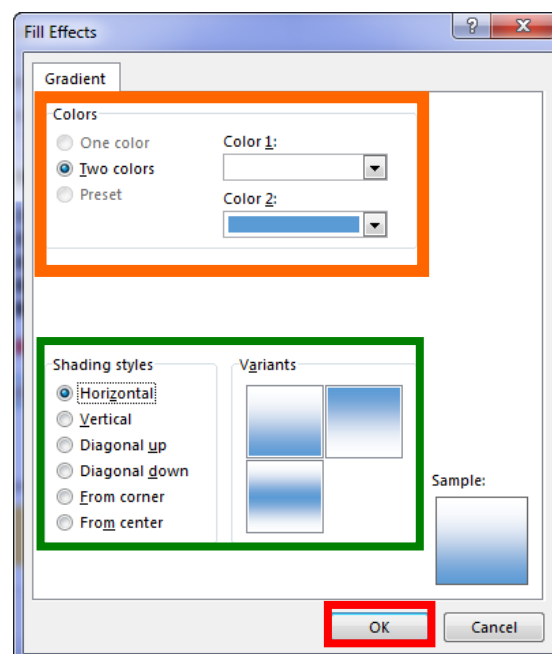 Fill Effects
Gradient
Colors
One color
Two colors
Preset
Color 1:
Color 2:
Shading styles
Horizontal
Vertical
Diagonal up
Diagonal down
From corner
From center
Variants
Sample:
OK
Cancel